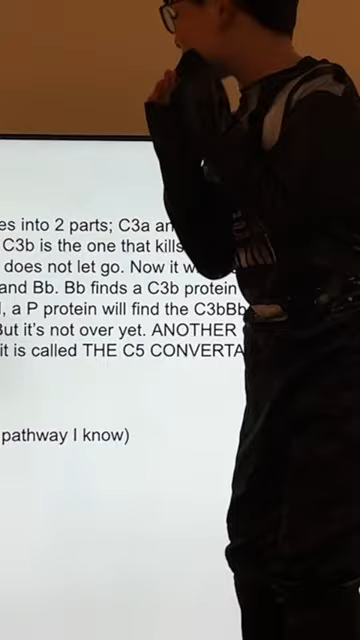 es into 2 parts; C3a an
C3b is the one that kills
does not let go. Now it w
and Bb. Bb finds a C3b protein
, a P protein will find the C3bBb
But it's not over yet. ANOTHER
it is called THE C5 CONVERTA
pathway I know)